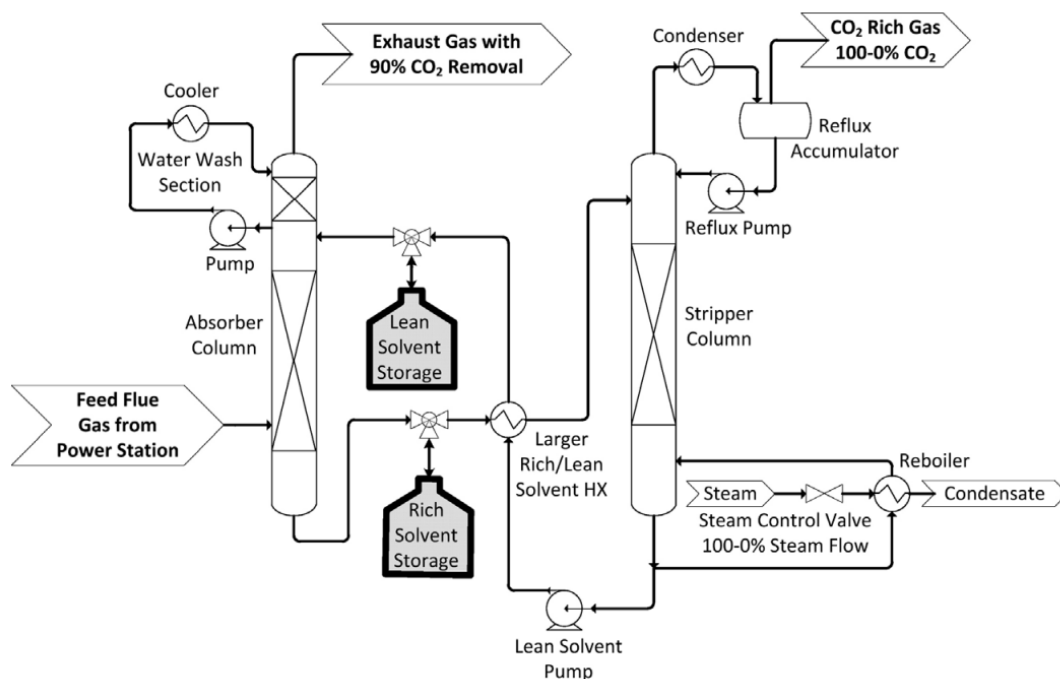 Exhaust Gas with
90% CO₂ Removal
Condenser
CO₂ Rich Gas
100-0% CO₂
Cooler
Water Wash
Section
Reflux
Accumulator
Pump
Reflux Pump
Absorber
Column
Lean
Solvent
Storage
Stripper
Column
Feed Flue
Gas from
Power Station
Larger
Rich/Lean
Solvent HX
Rich
Solvent
Storage
Reboiler
Steam
Condensate
Steam Control Valve
100-0% Steam Flow
Lean Solvent
Pump